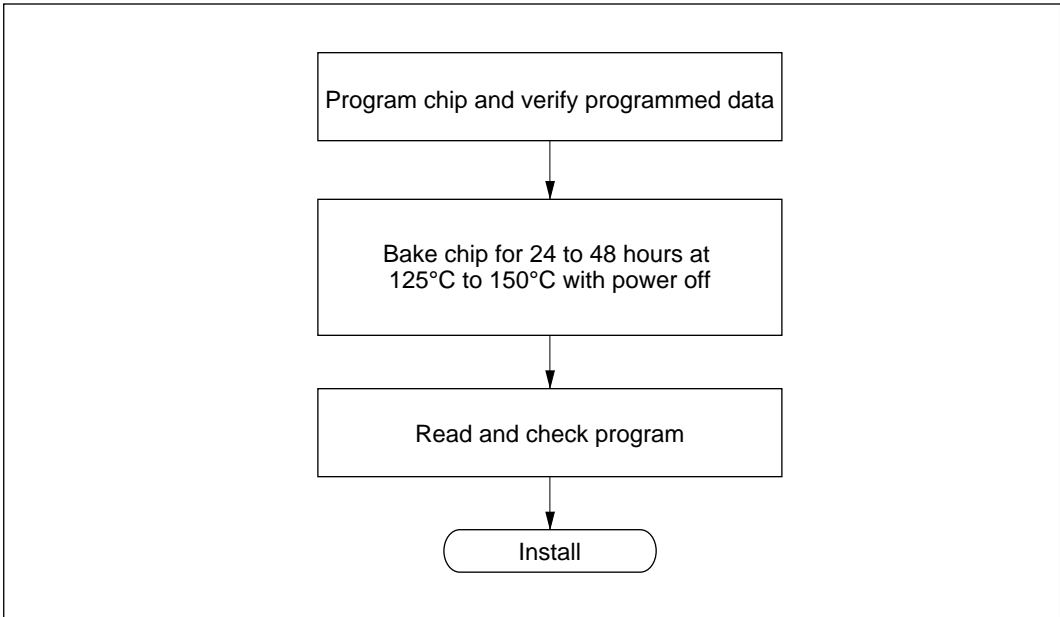 Program chip and verify programmed data
Bake chip for 24 to 48 hours at
125°C to 150°C with power off
Read and check program
Install